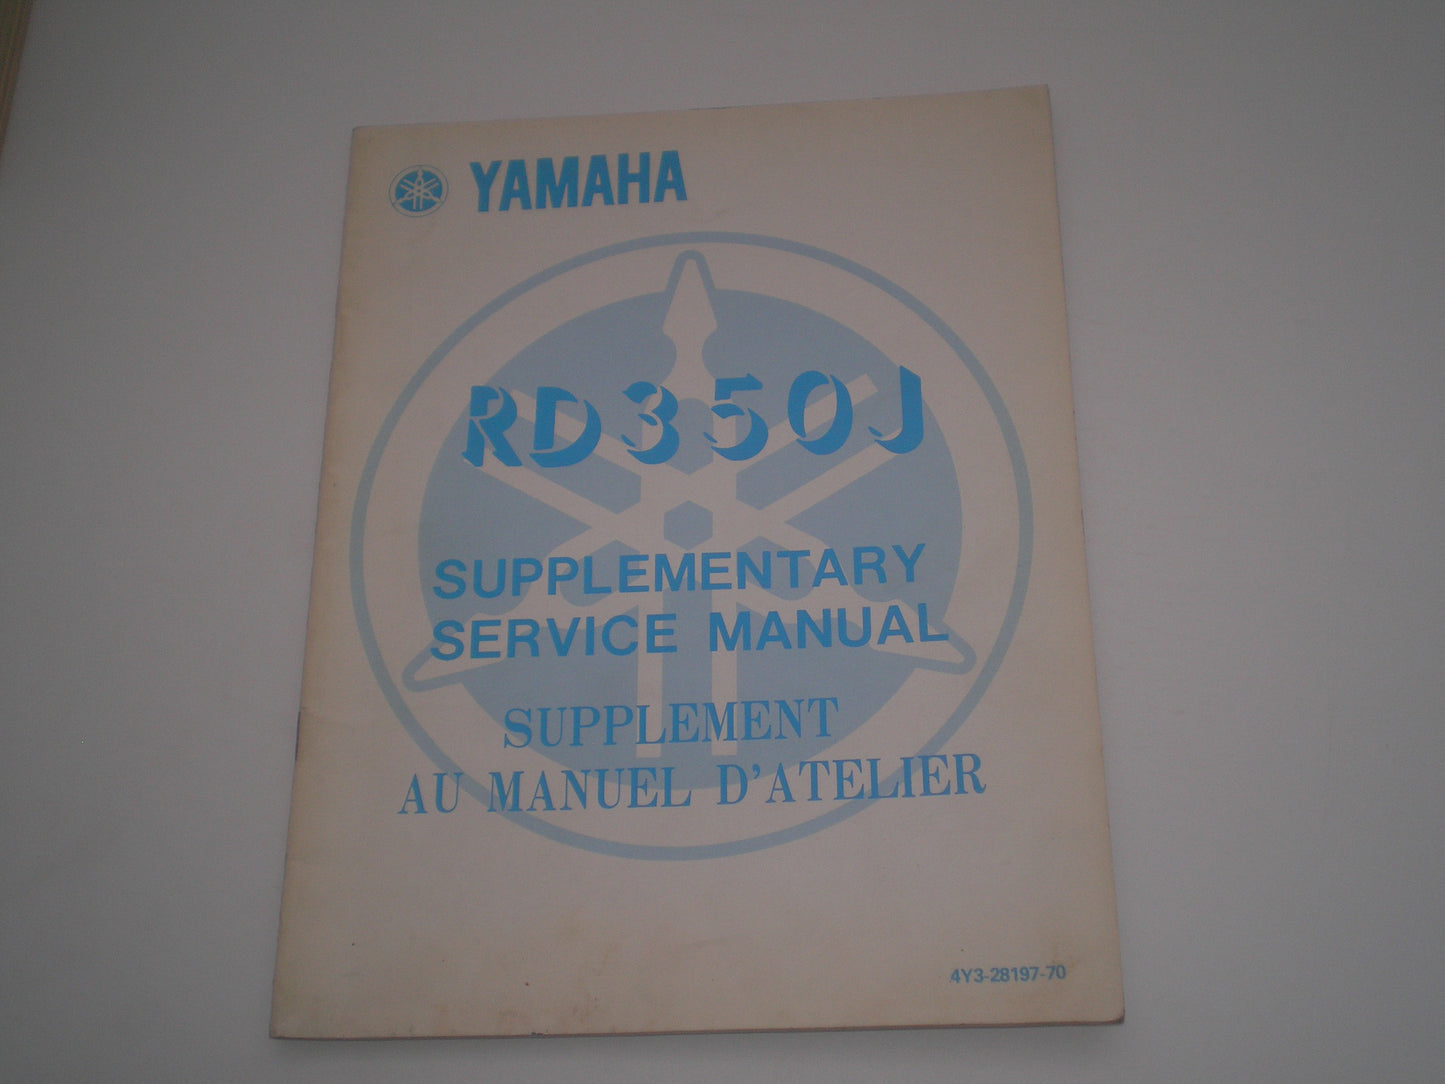 YAMAHA
RD350J
SUPPLEMENTARY
SERVICE MANUAL
SUPPLEMENT
AU MANUEL D'ATELIER
4Y3-28197-70